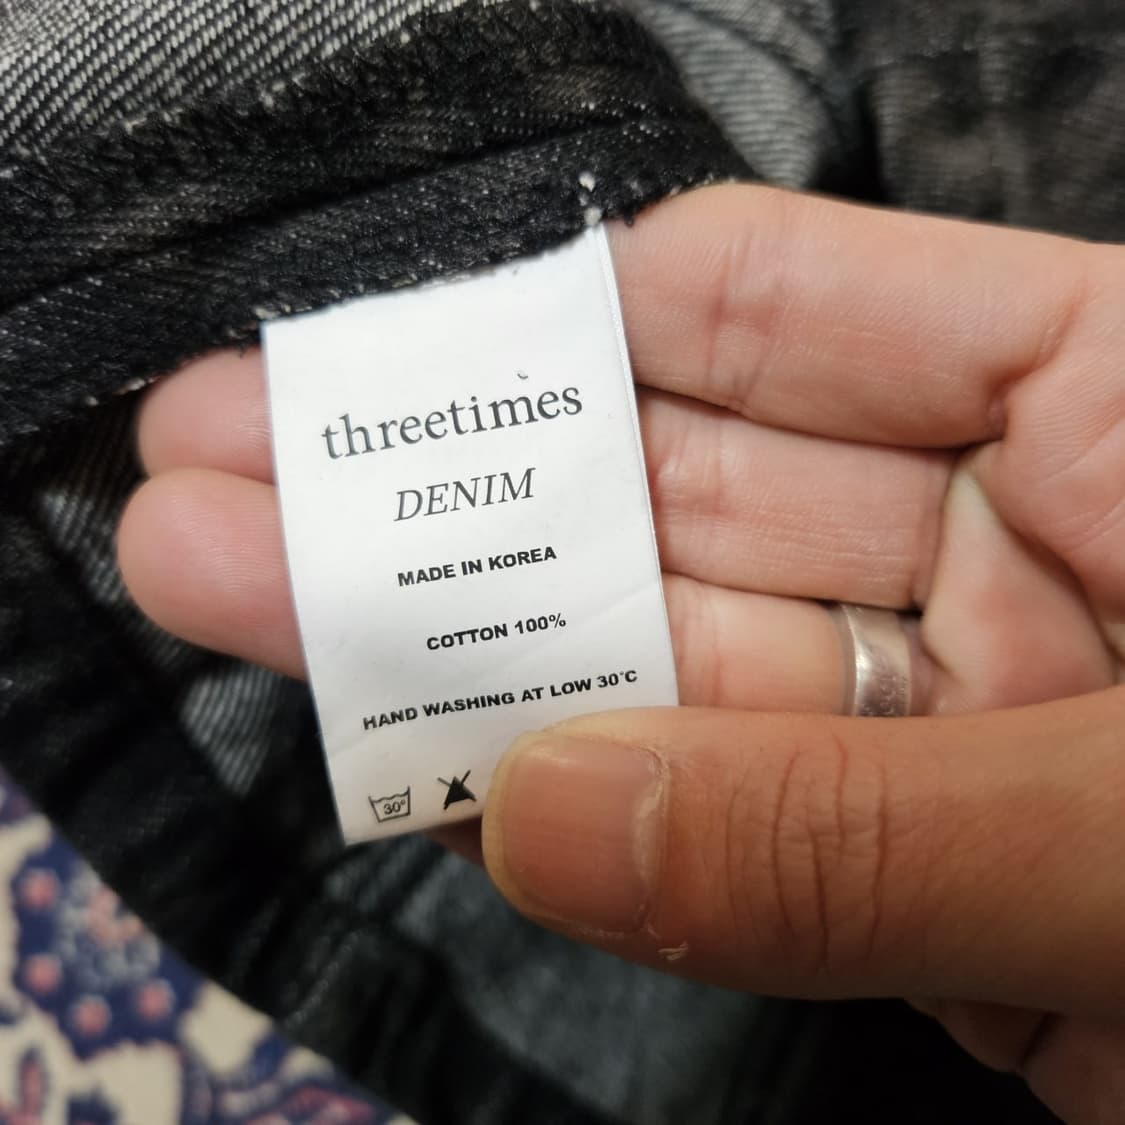 threetimes
DENIM
MADE IN KOREA
COTTON 100%
HAND WASHING AT LOW 30°C
30°